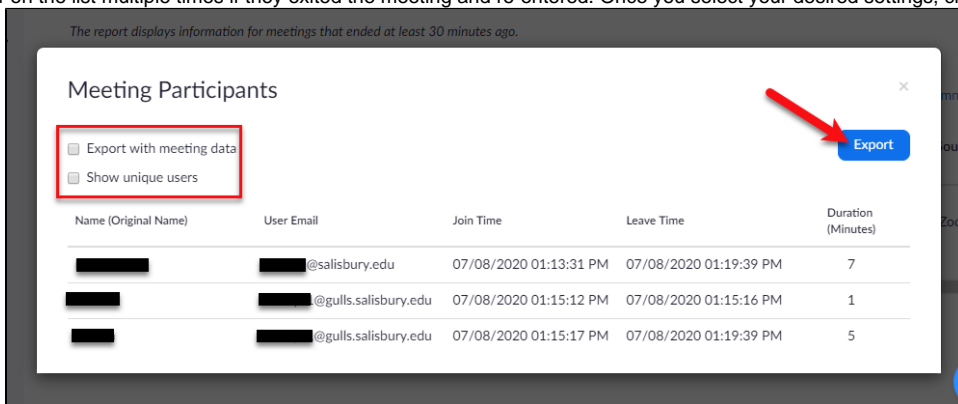 on the list multiple times if they exited the meeting and re-entered. Once you select your desired settings,
The report displays information for meetings that ended at least 30 minutes ago.
Meeting Participants ×
Export with meeting data
Export
Show unique users
Name (Original Name) User Email Join Time Leave Time Duration (Minutes)
@salisbury.edu 07/08/2020 01:13:31 PM 07/08/2020 01:19:39 PM 7
@gulls.salisbury.edu 07/08/2020 01:15:12 PM 07/08/2020 01:15:16 PM 1
@gulls.salisbury.edu 07/08/2020 01:15:17 PM 07/08/2020 01:19:39 PM 5